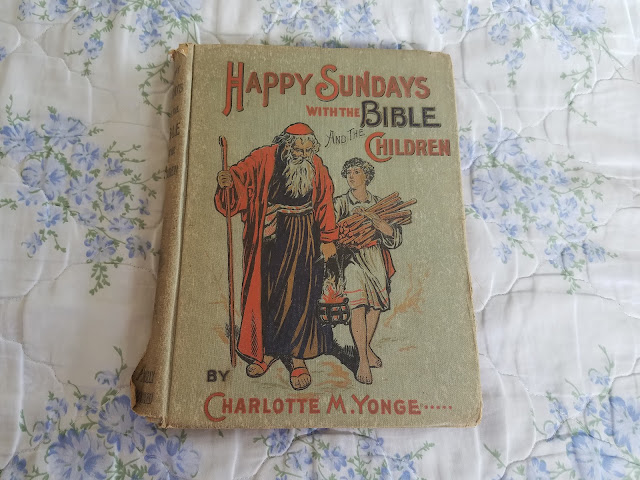 HAPPY SUNDAYS
WITH THE BIBLE
AND THE
CHILDREN
BY
CHARLOTTE M. YONGE.....